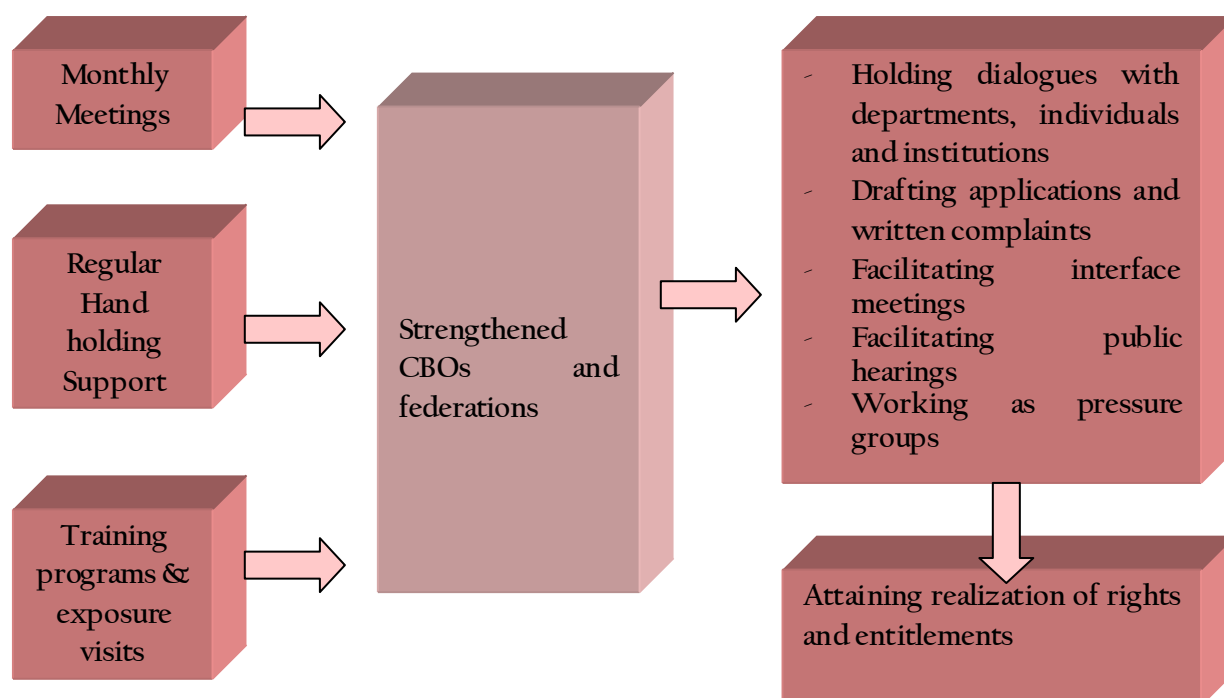 Monthly
Meetings
Regular
Hand
holding
Support
Training
programs &
exposure
visits
Strengthened
CBOs and
federations
- Holding dialogues with
departments, individuals
and institutions
- Drafting applications and
written complaints
- Facilitating interface
meetings
- Facilitating public
hearings
- Working as pressure
groups
Attaining realization of rights
and entitlements